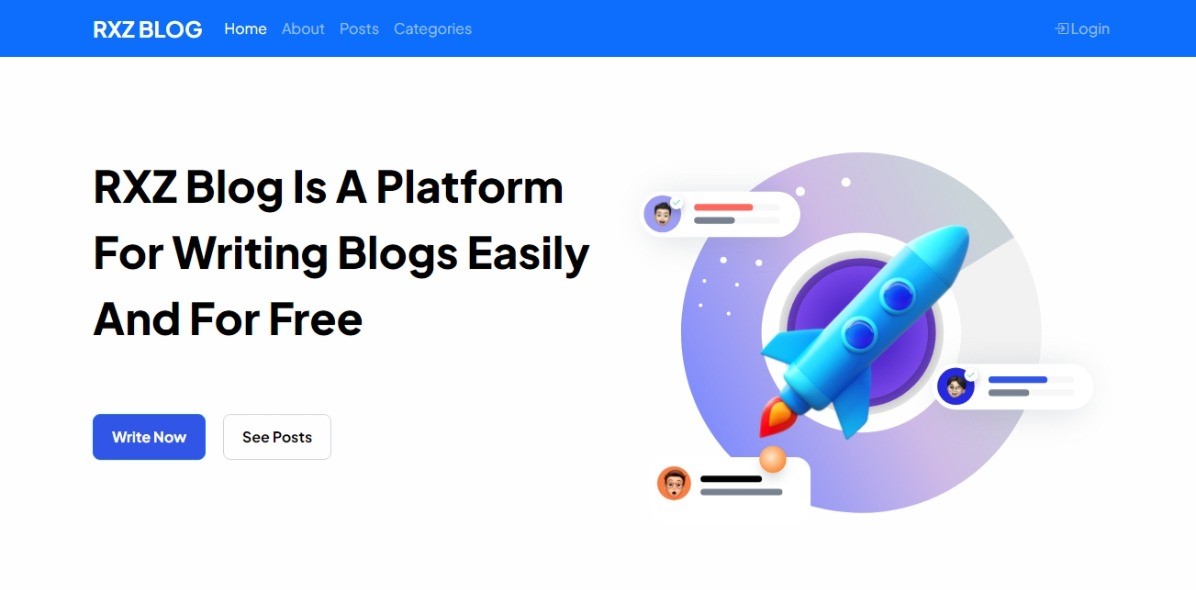 RXZ BLOG Home About Posts Categories Login
RXZ Blog Is A Platform
For Writing Blogs Easily
And For Free
Write Now See Posts